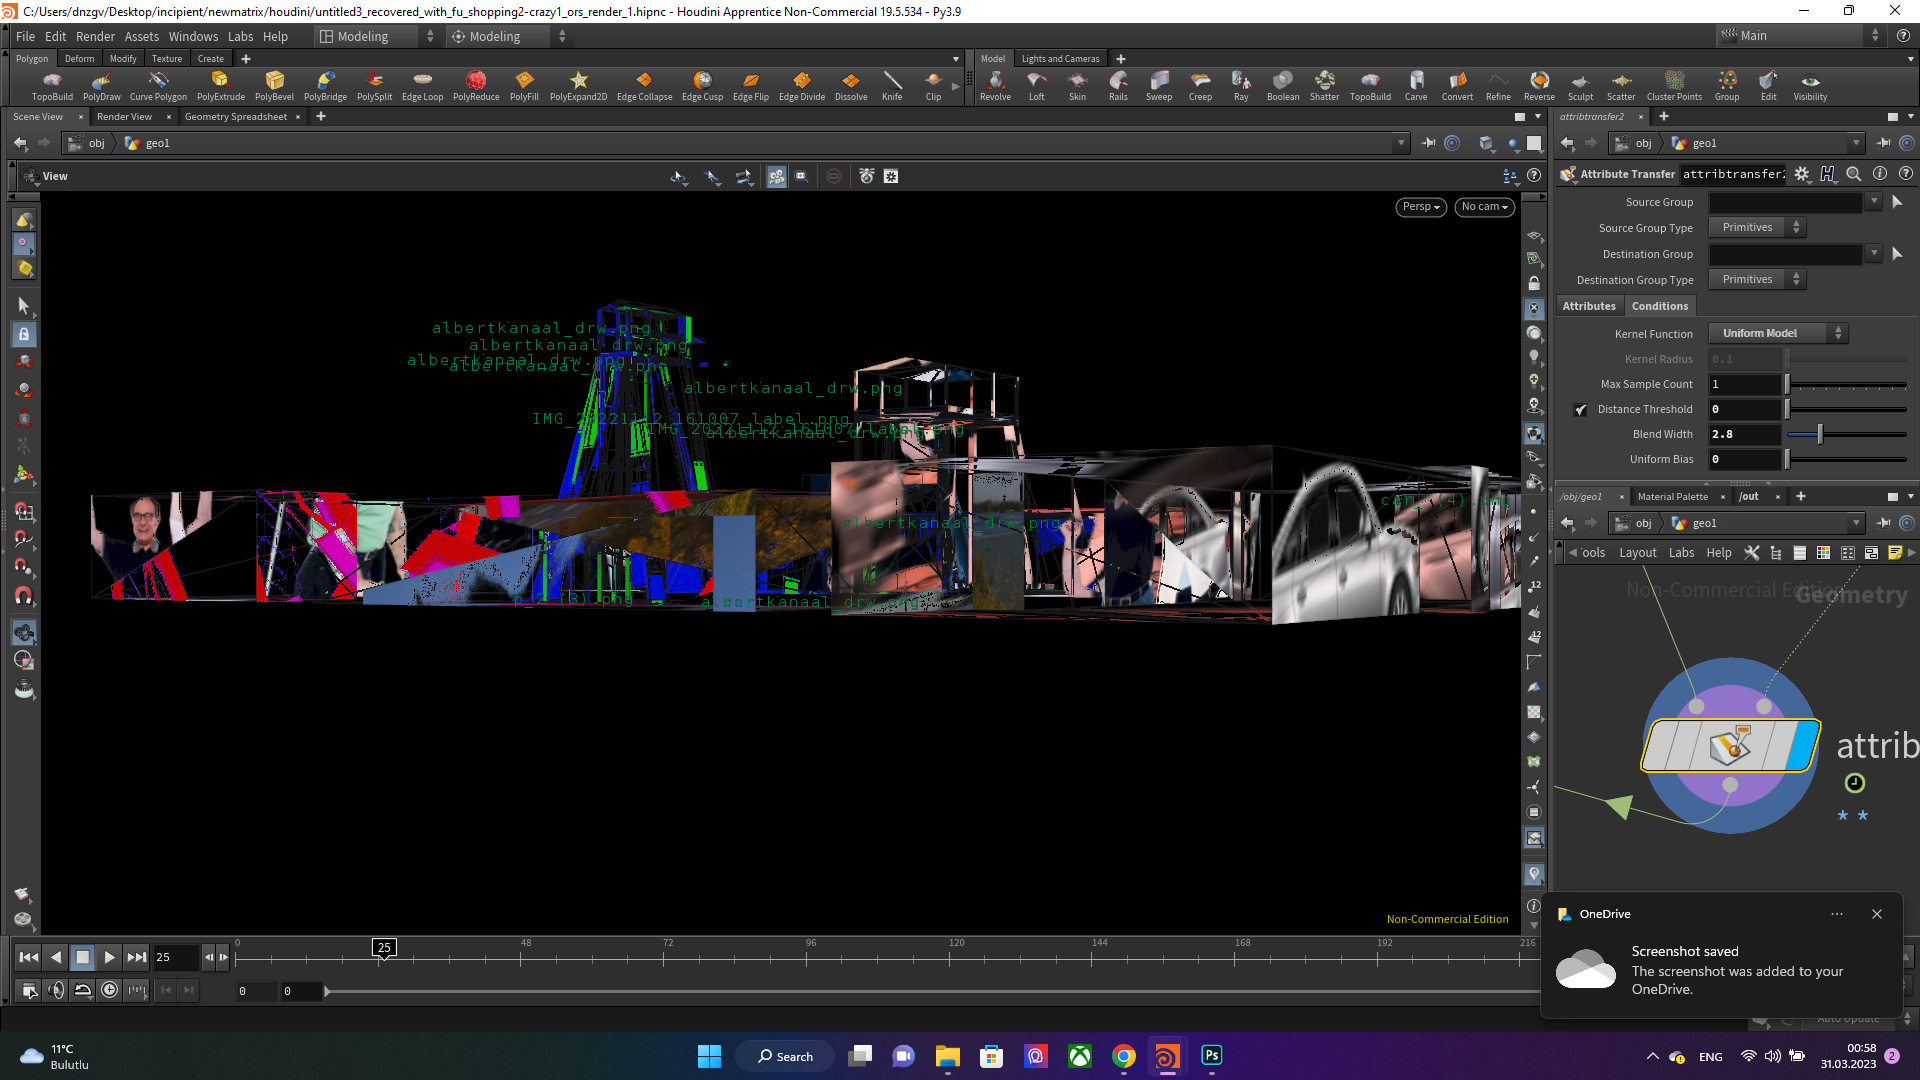 C:/Users/dnzgv/Desktop/incipient/newmatrix/houdini/untitled3_recovered_with_fu_shopping2-crazy1_ors_render_1.hipnc - Houdini Apprentice Non-Commercial 19.5.534 - Py3.9
File Edit Render Assets Windows Labs Help Modeling Modeling Main
Polygon Deform Modify Texture Create
Model Lights and Cameras
TopoBuild PolyDraw Curve Polygon PolyExtrude PolyBevel PolyBridge PolySplit Edge Loop PolyReduce PolyFill PolyExpand2D Edge Collapse Edge Cusp Edge Flip Edge Divide Dissolve Knife Clip
Revolve Loft Skin Rails Sweep Creep Ray Boolean Shatter TopoBuild Carve Convert Refine Reverse Sculpt Scatter Cluster Points Group Edit Visibility
Scene View Render View Geometry Spreadsheet
obj geo1
View
Persp No cam
albertkanaal_drw.png
albertkanaal_drw.png
albertkanaal_drw.png
albertkanaal_drw.png
albertkanaal_drw.png
IMG_20221112_161007_label.png
IMG_20221112_161007_label.png
albertkanaal_drw.png
car_(4).png
albertkanaal_drw.png
albertkanaal_drw.png
Non-Commercial Edition
attribtransfer2
obj geo1
Attribute Transfer attribtransfer2
Source Group
Source Group Type Primitives
Destination Group
Destination Group Type Primitives
Attributes Conditions
Kernel Function Uniform Model
Kernel Radius 0.1
Max Sample Count 1
Distance Threshold 0
Blend Width 2.8
Uniform Bias 0
/obj/geo1 Material Palette /out
obj geo1
ools Layout Labs Help
Non-Commercial Edition
Geometry
attrib
25
0 25 48 72 96 120 144 168 192 216
0 0
OneDrive
Screenshot saved
The screenshot was added to your
OneDrive.
Auto Update
11°C
Bulutlu
Search
ENG
00:58
31.03.2023
2